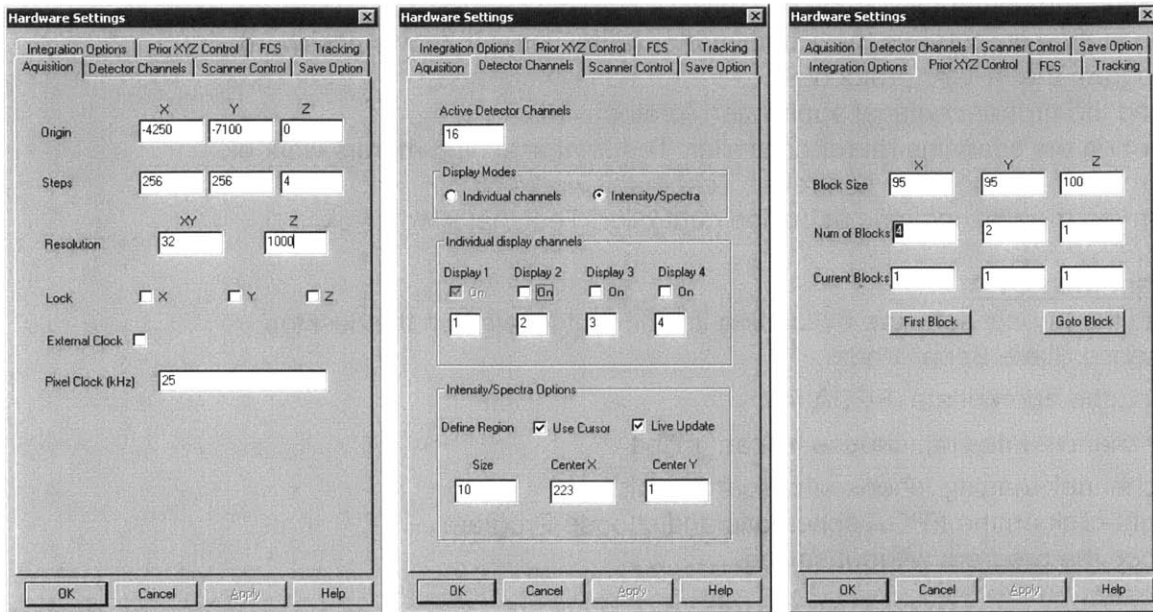 Hardware Settings
Integration Options Prior XYZ Control FCS Tracking
Aquisition Detector Channels Scanner Control Save Option
X Y Z
Origin -4250 -7100 0
Steps 256 256 4
XY Z
Resolution 32 1000
Lock X Y Z
External Clock
Pixel Clock (kHz) 25
OK Cancel Apply Help
Hardware Settings
Integration Options Prior XYZ Control FCS Tracking
Aquisition Detector Channels Scanner Control Save Option
Active Detector Channels
16
Display Modes
Individual channels Intensity/Spectra
Individual display channels
Display 1 Display 2 Display 3 Display 4
On On On On
1 2 3 4
Intensity/Spectra Options
Define Region Use Cursor Live Update
Size Center X Center Y
10 223 1
OK Cancel Apply Help
Hardware Settings
Aquisition Detector Channels Scanner Control Save Option
Integration Options Prior XYZ Control FCS Tracking
X Y Z
Block Size 95 95 100
Num of Blocks 4 2 1
Current Blocks 1 1 1
First Block Goto Block
OK Cancel Apply Help